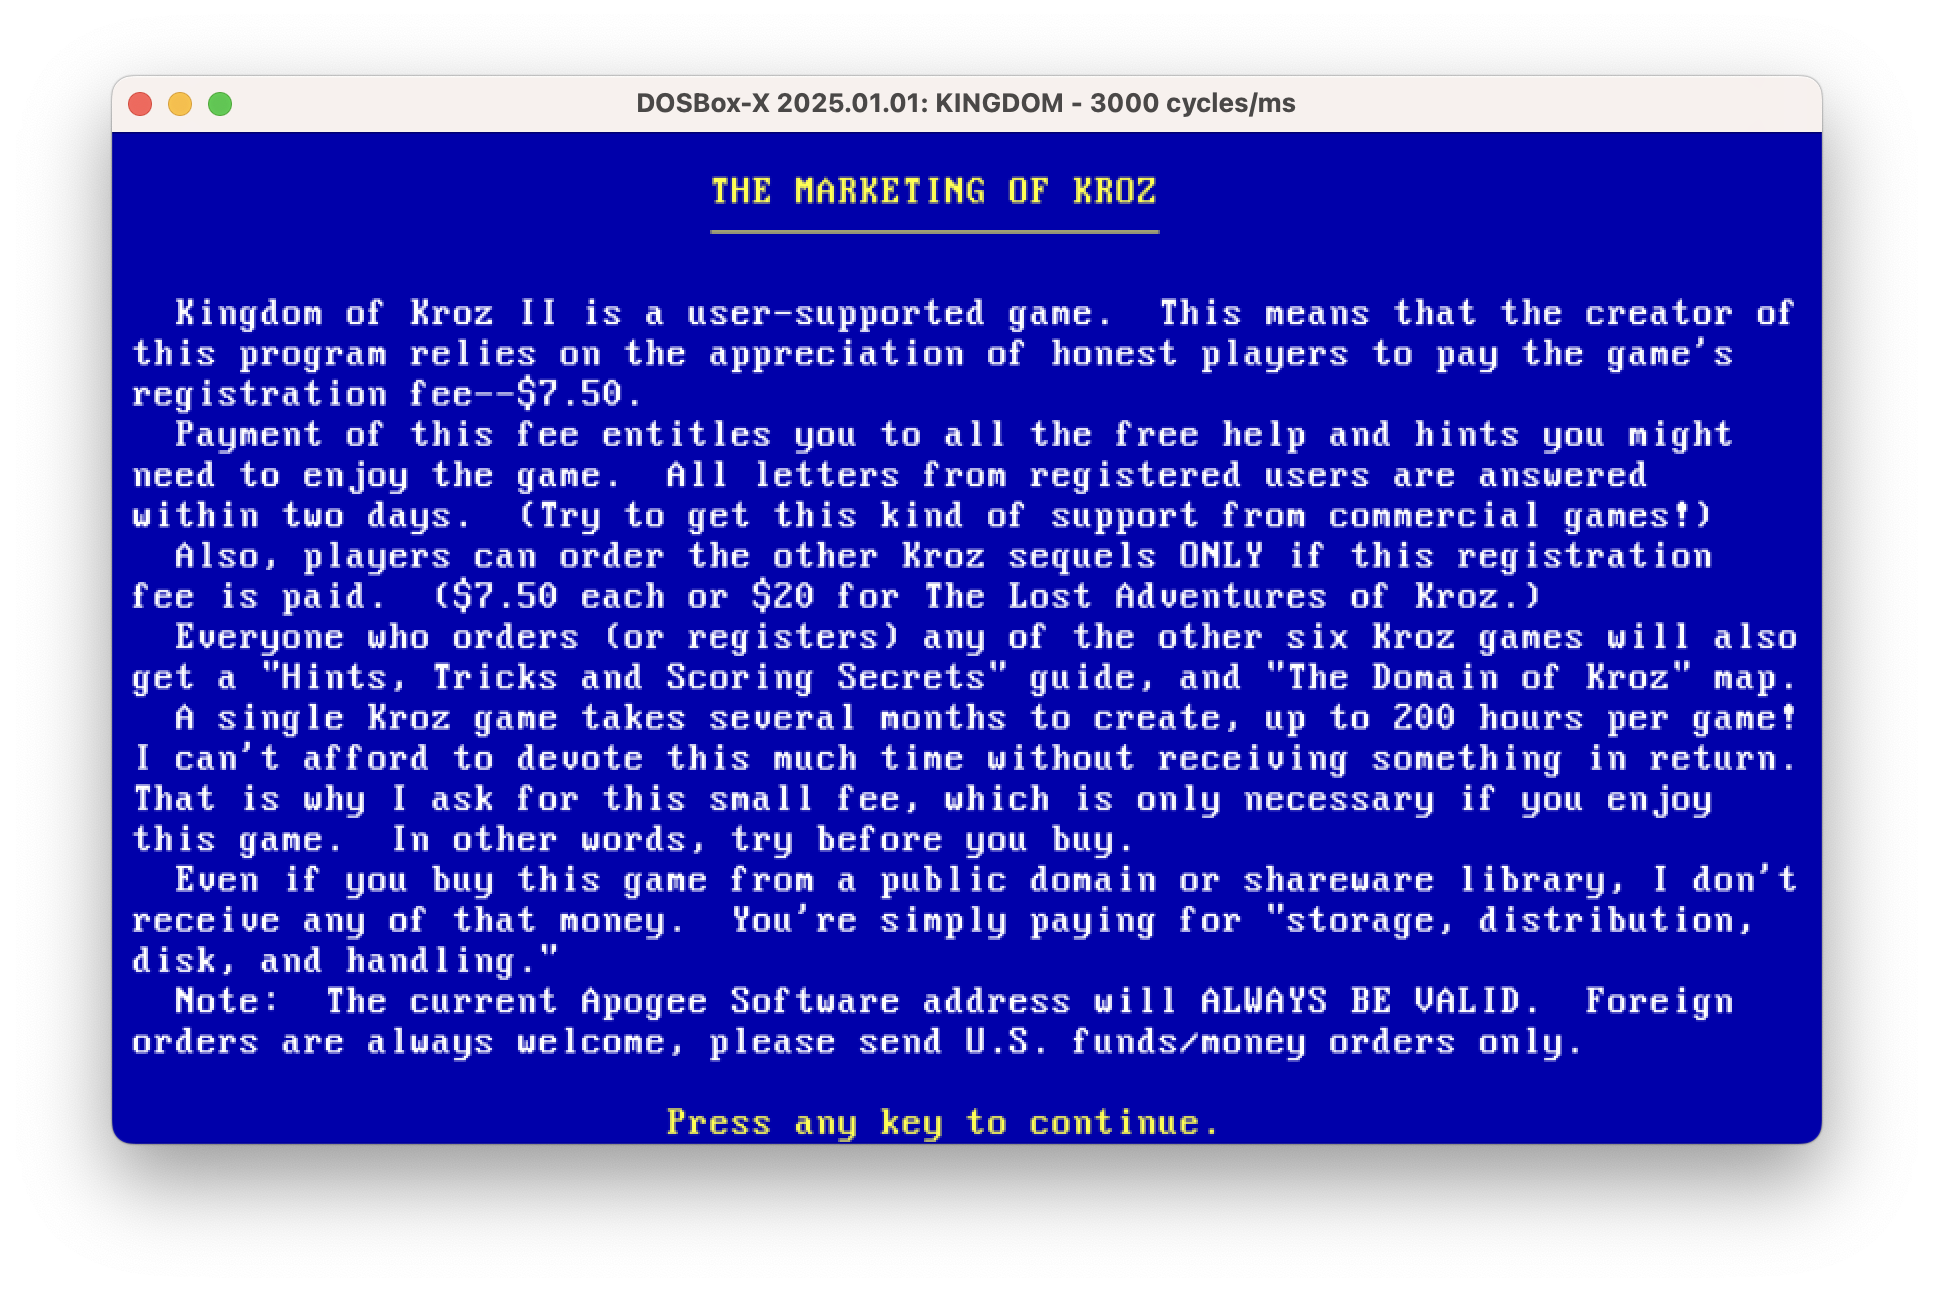 DOSBox-X 2025.01.01: KINGDOM - 3000 cycles/ms
THE MARKETING OF KROZ
Kingdom of Kroz II is a user-supported game.  This means that the creator of
this program relies on the appreciation of honest players to pay the game's
registration fee--$7.50.
Payment of this fee entitles you to all the free help and hints you might
need to enjoy the game.  All letters from registered users are answered
within two days.  (Try to get this kind of support from commercial games!)
Also, players can order the other Kroz sequels ONLY if this registration
fee is paid.  ($7.50 each or $20 for The Lost Adventures of Kroz.)
Everyone who orders (or registers) any of the other six Kroz games will also
get a "Hints, Tricks and Scoring Secrets" guide, and "The Domain of Kroz" map.
A single Kroz game takes several months to create, up to 200 hours per game!
I can't afford to devote this much time without receiving something in return.
That is why I ask for this small fee, which is only necessary if you enjoy
this game.  In other words, try before you buy.
Even if you buy this game from a public domain or shareware library, I don't
receive any of that money.  You're simply paying for "storage, distribution,
disk, and handling."
Note:  The current Apogee Software address will ALWAYS BE VALID.  Foreign
orders are always welcome, please send U.S. funds/money orders only.
Press any key to continue.